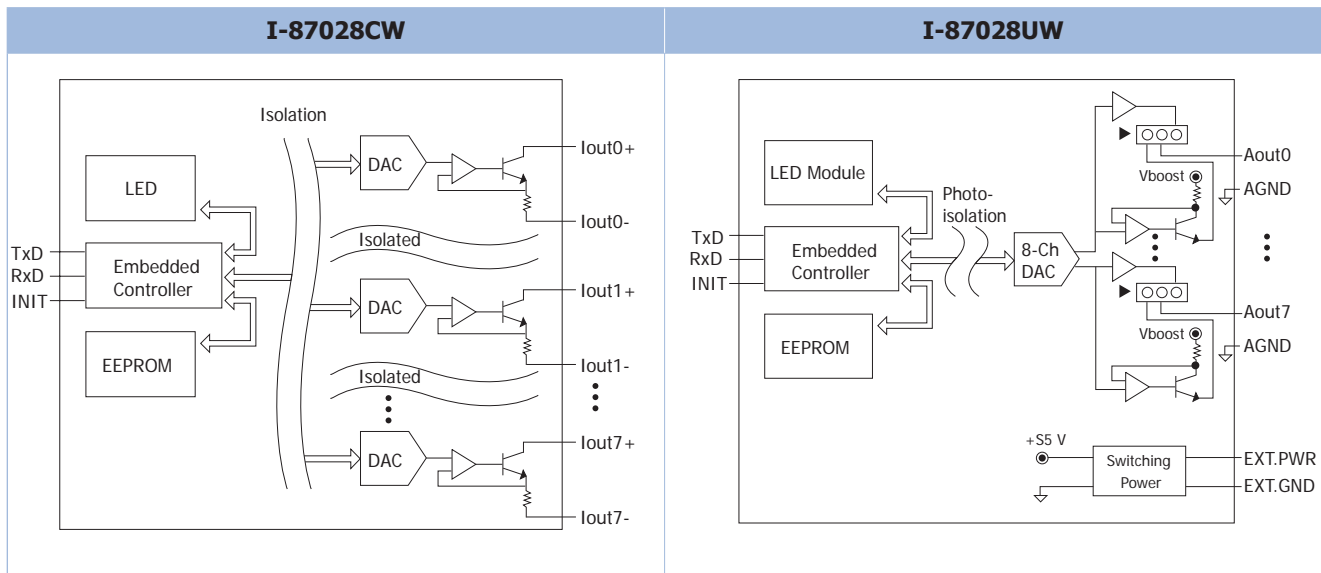 I-87028CW
Isolation
LED
TxD
RxD
INIT
Embedded
Controller
EEPROM
DAC
Iout0+
Iout0-
Isolated
DAC
Iout1+
Iout1-
Isolated
DAC
Iout7+
Iout7-
I-87028UW
LED Module
Photo-
isolation
TxD
RxD
INIT
Embedded
Controller
EEPROM
8-Ch
DAC
Aout0
Vboost
AGND
Aout7
Vboost
AGND
+S5 V
Switching
Power
EXT.PWR
EXT.GND